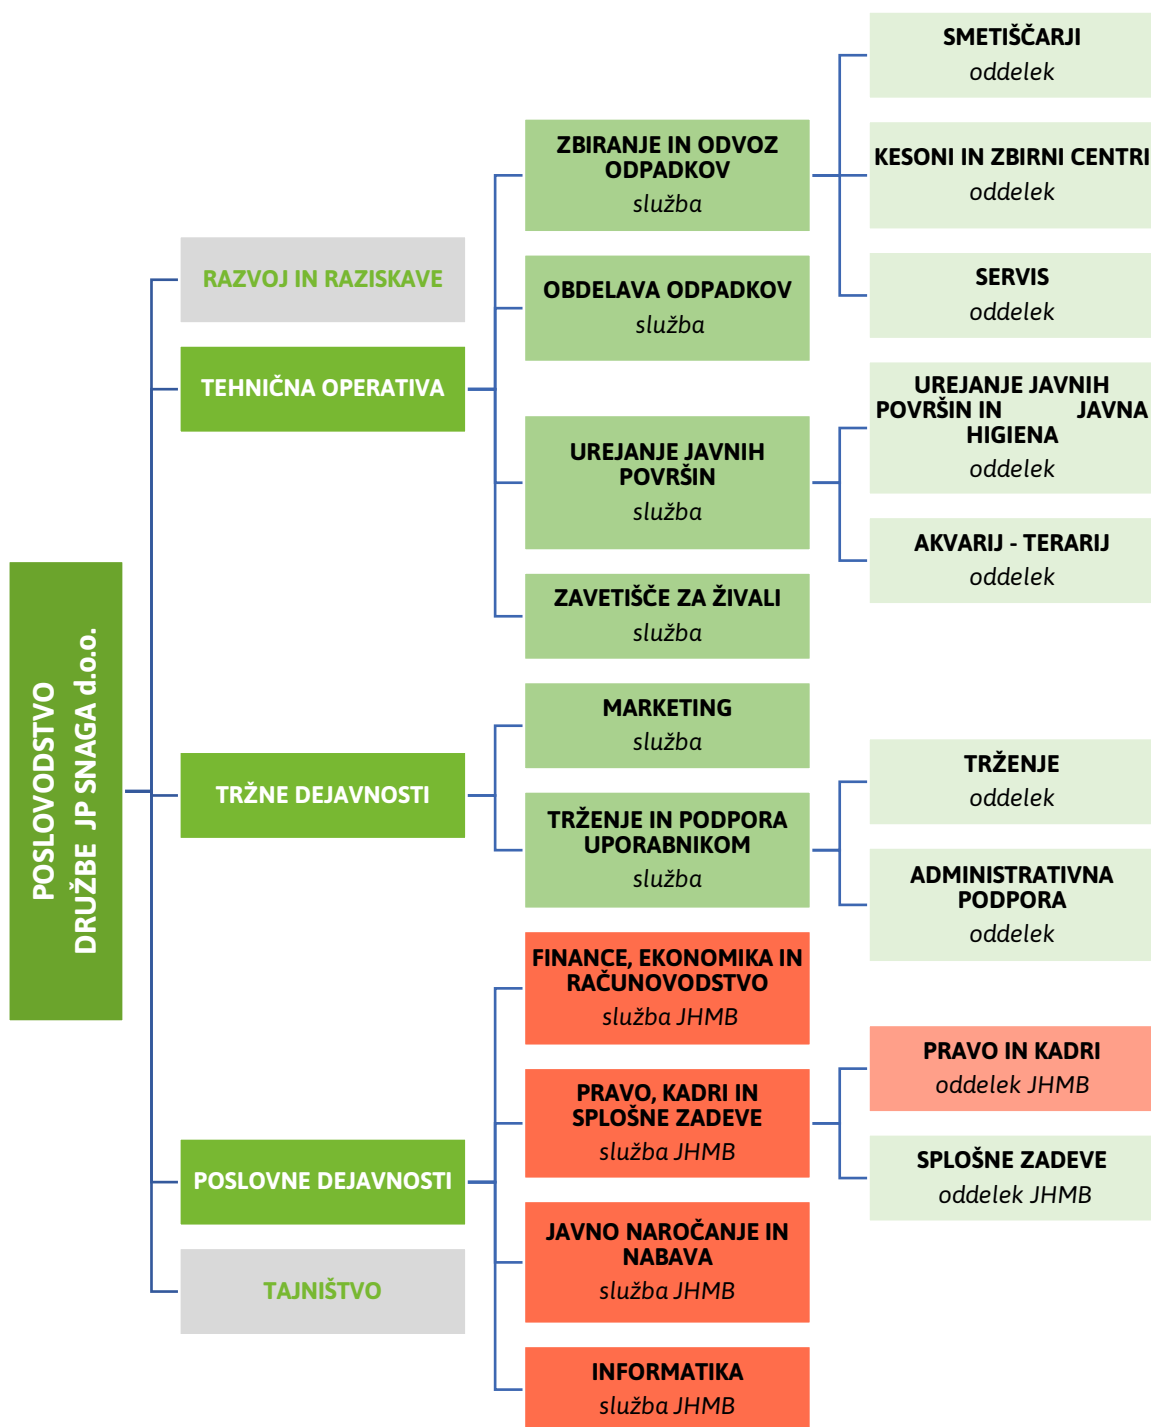 POSLOVODSTVO
DRUŽBE JP SNAGA d.o.o.
RAZVOJ IN RAZISKAVE
TEHNIČNA OPERATIVA
ZBIRANJE IN ODVOZ
ODPADKOV
služba
SMETIŠČARJI
oddelek
KESONI IN ZBIRNI CENTRI
oddelek
SERVIS
oddelek
OBDELAVA ODPADKOV
služba
UREJANJE JAVNIH
POVRŠIN
služba
UREJANJE JAVNIH
POVRŠIN IN JAVNA
HIGIENA
oddelek
AKVARIJ - TERARIJ
oddelek
ZAVETIŠČE ZA ŽIVALI
služba
TRŽNE DEJAVNOSTI
MARKETING
služba
TRŽENJE IN PODPORA
UPORABNIKOM
služba
TRŽENJE
oddelek
ADMINISTRATIVNA
PODPORA
oddelek
POSLOVNE DEJAVNOSTI
FINANCE, EKONOMIKA IN
RAČUNOVODSTVO
služba JHMB
PRAVO, KADRI IN
SPLOŠNE ZADEVE
služba JHMB
PRAVO IN KADRI
oddelek JHMB
SPLOŠNE ZADEVE
oddelek JHMB
JAVNO NAROČANJE IN
NABAVA
služba JHMB
INFORMATIKA
služba JHMB
TAJNIŠTVO